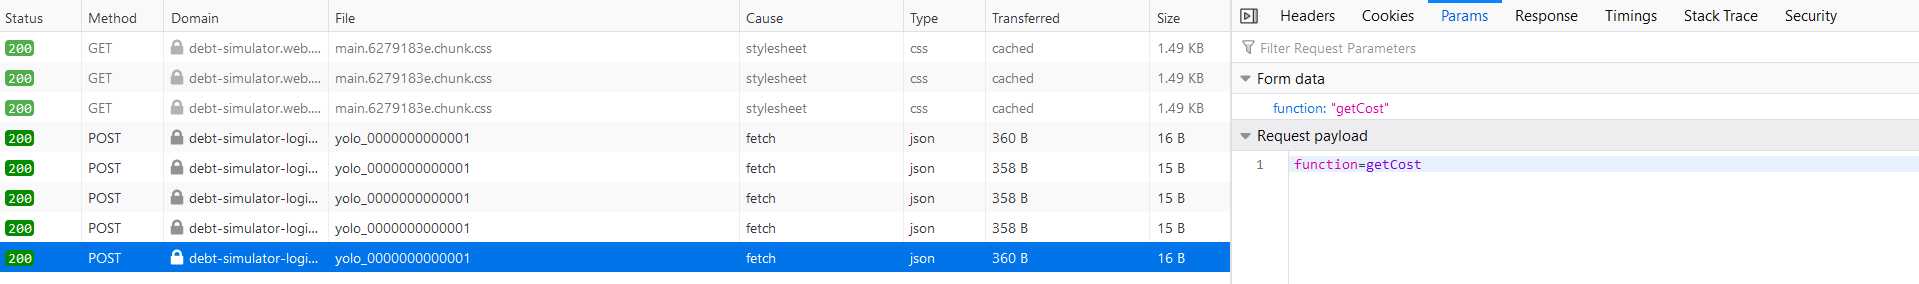 Status Method Domain File Cause Type Transferred Size
200 GET debt-simulator.web.... main.6279183e.chunk.css stylesheet css cached 1.49 KB
200 GET debt-simulator.web.... main.6279183e.chunk.css stylesheet css cached 1.49 KB
200 GET debt-simulator.web.... main.6279183e.chunk.css stylesheet css cached 1.49 KB
200 POST debt-simulator-logi... yolo_0000000000001 fetch json 360 B 16 B
200 POST debt-simulator-logi... yolo_0000000000001 fetch json 358 B 15 B
200 POST debt-simulator-logi... yolo_0000000000001 fetch json 358 B 15 B
200 POST debt-simulator-logi... yolo_0000000000001 fetch json 358 B 15 B
200 POST debt-simulator-logi... yolo_0000000000001 fetch json 360 B 16 B
Headers Cookies Params Response Timings Stack Trace Security
Filter Request Parameters
Form data
function: "getCost"
Request payload
1 function=getCost